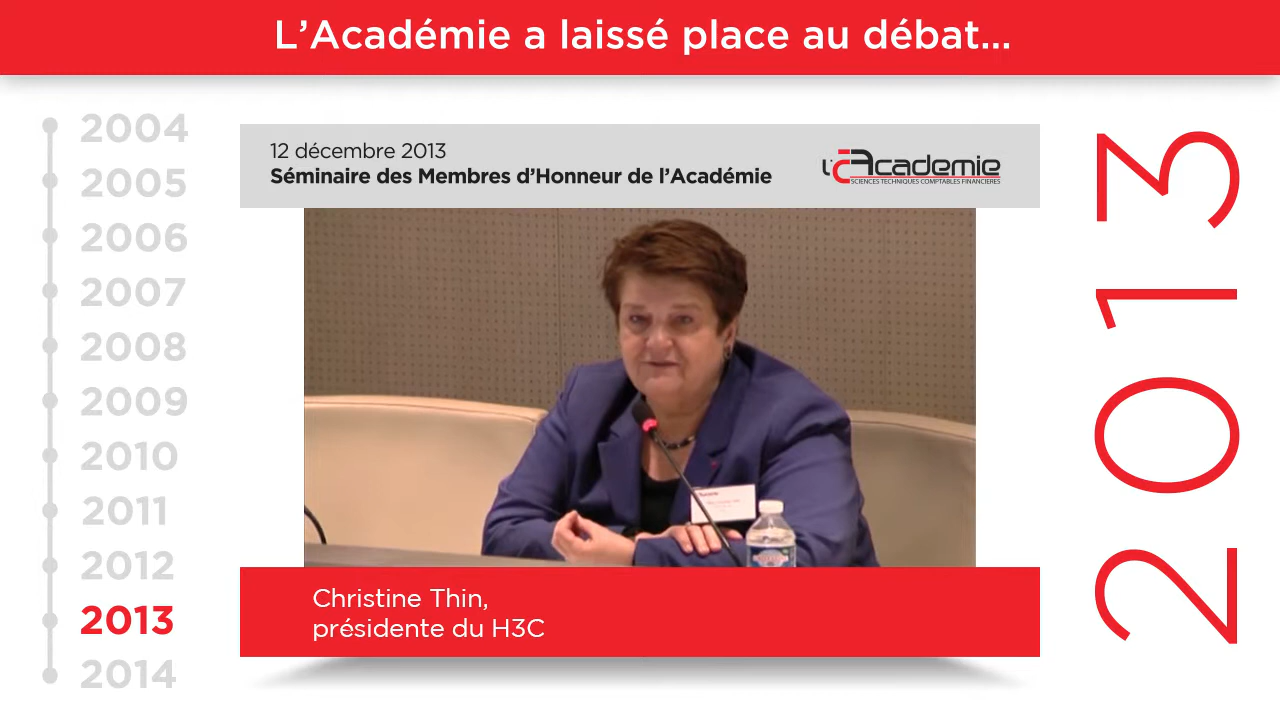 L’Académie a laissé place au débat...
2004
2005
2006
2007
2008
2009
2010
2011
2012
2013
2014
12 décembre 2013
Séminaire des Membres d’Honneur de l’Académie
L'Academie
SCIENCES TECHNIQUES COMPTABLES FINANCIERES
Christine Thin,
présidente du H3C
2013